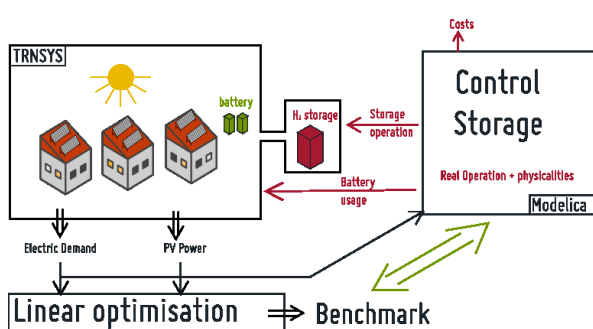 Costs
TRNSYS
battery
H₂ storage
Storage
operation
Control
Storage
Real Operation + physicalities
Battery
usage
Modelica
Electric Demand
PV Power
Linear optimisation
Benchmark